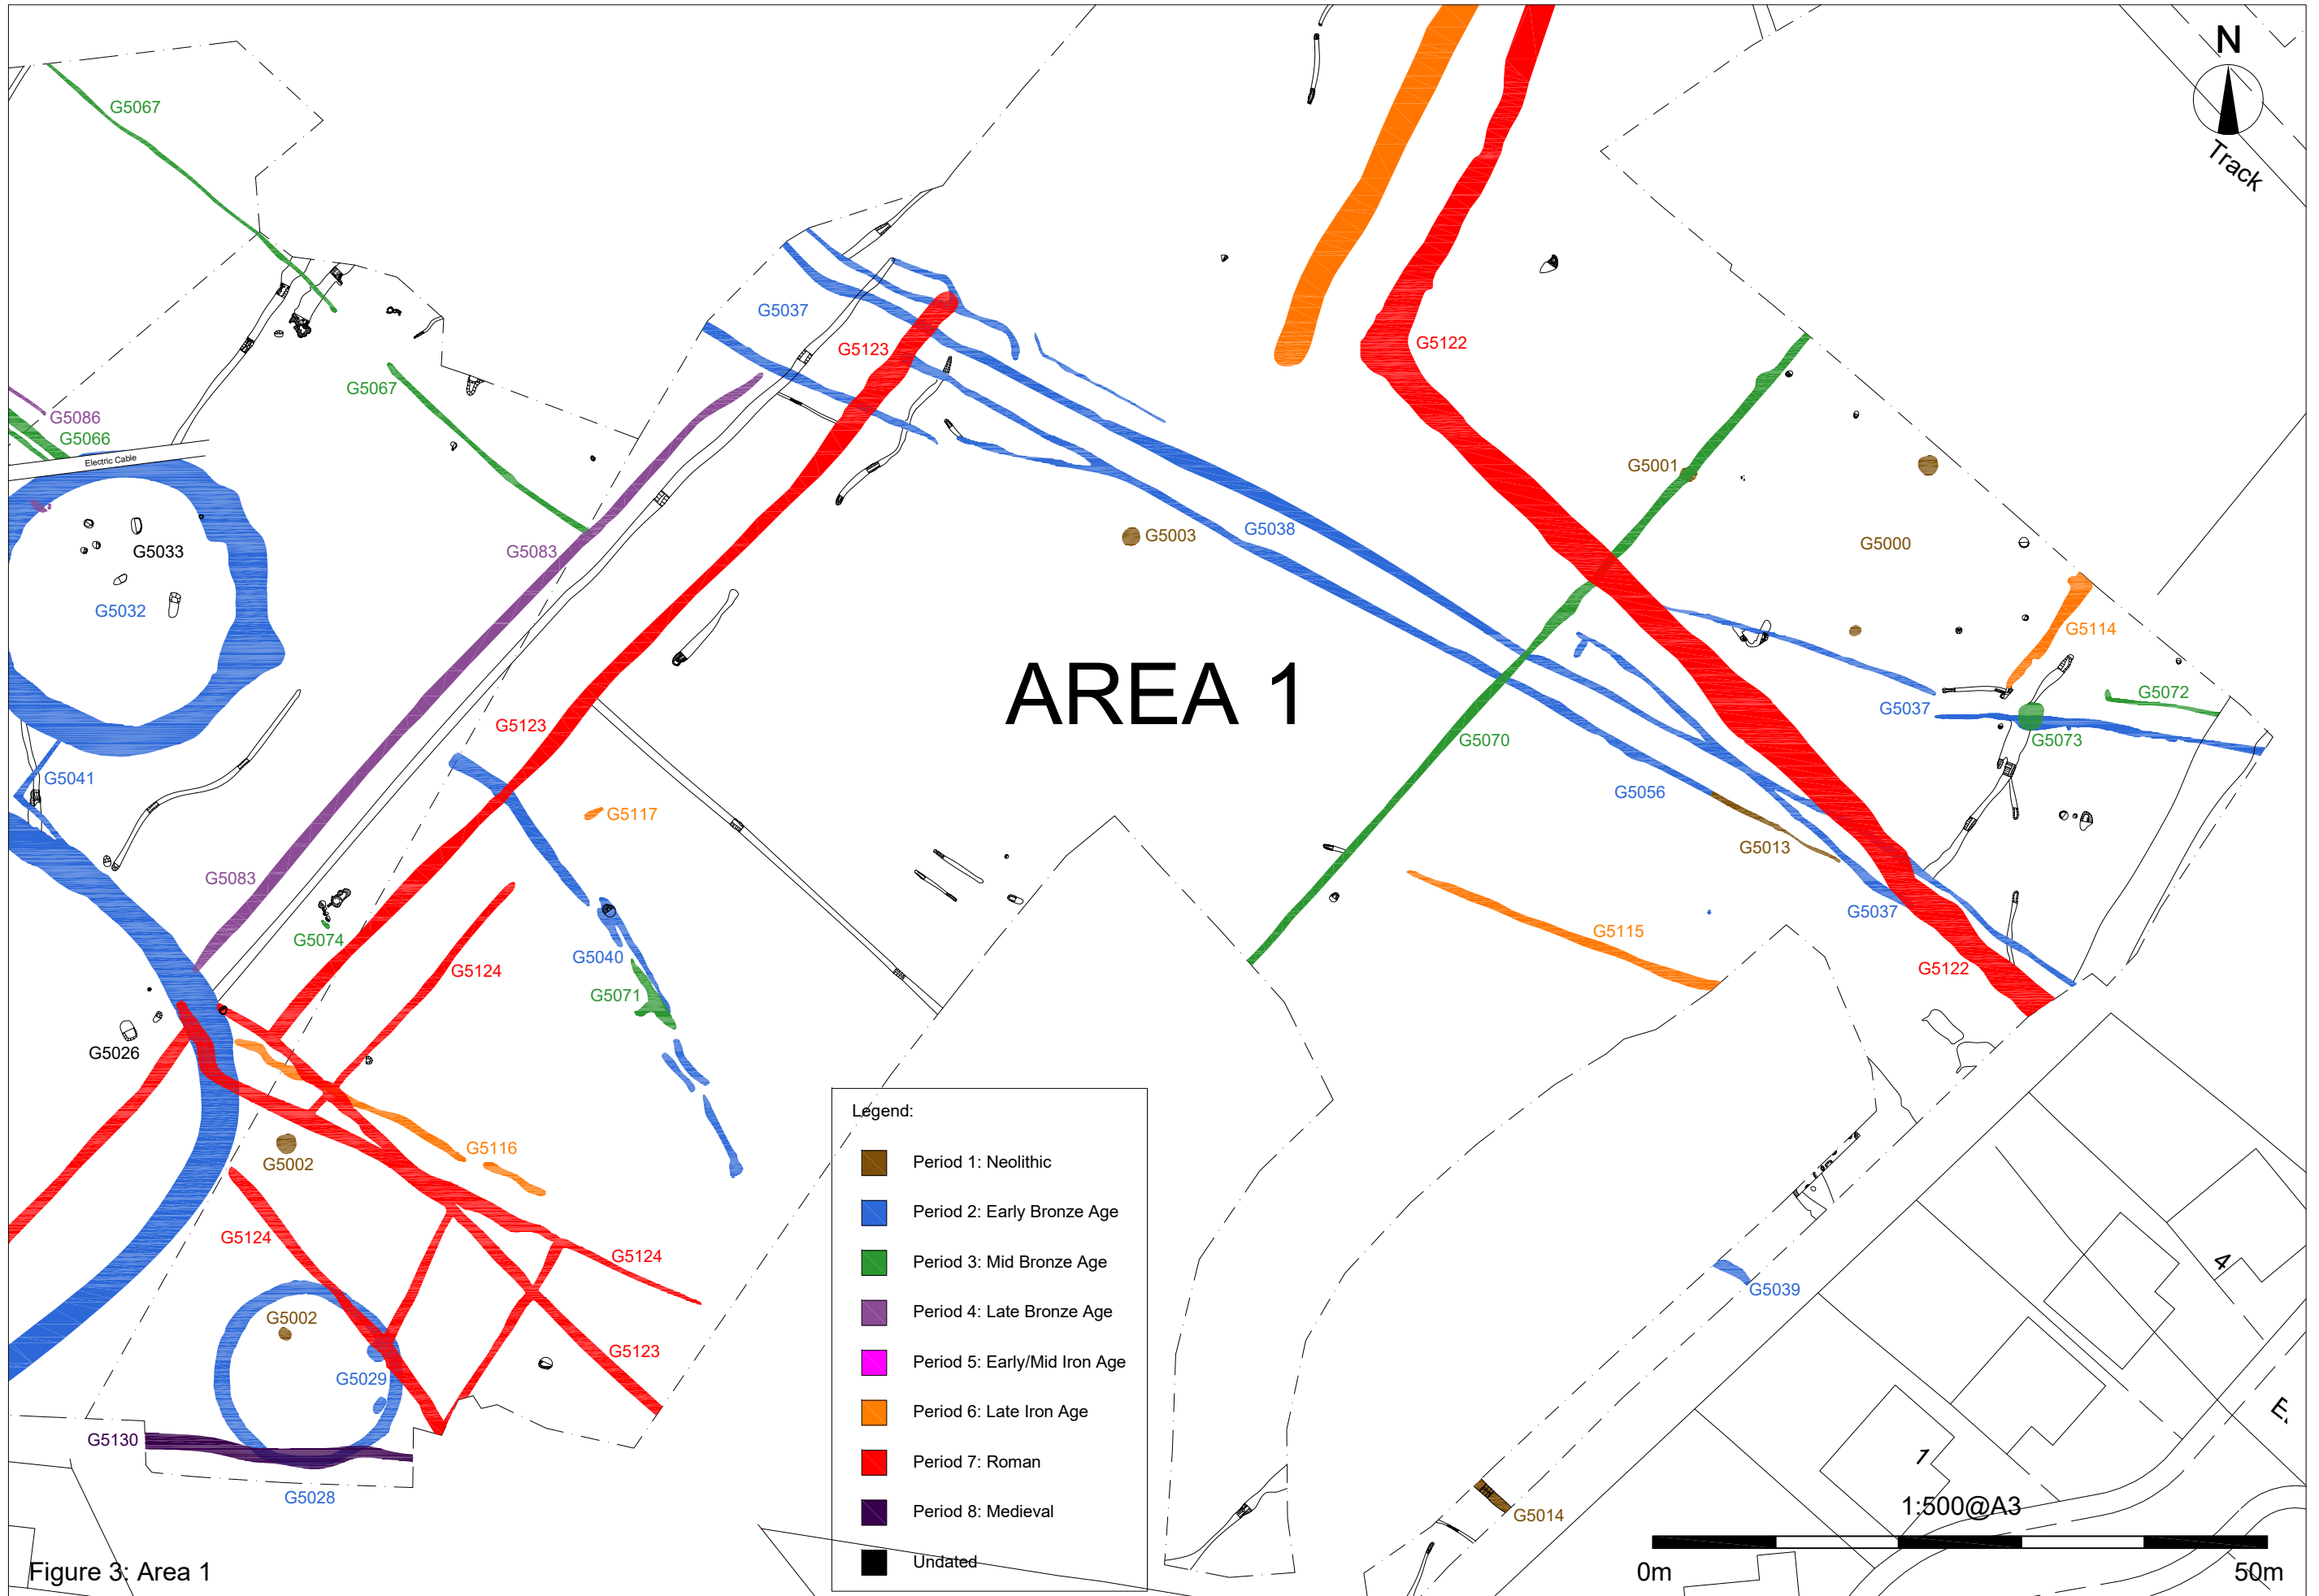 N
Track
G5067
G5037
G5123
G5122
G5067
G5086
G5066
Electric Cable
G5001
G5003
G5038
G5000
G5033
G5083
G5032
G5114
AREA 1
G5072
G5037
G5123
G5070
G5073
G5041
G5056
G5117
G5013
G5083
G5037
G5074
G5115
G5040
G5124
G5122
G5071
G5026
G5116
G5002
G5124
G5124
G5039
4
G5002
G5123
G5029
G5130
G5028
1
G5014
Legend:
Period 1: Neolithic
Period 2: Early Bronze Age
Period 3: Mid Bronze Age
Period 4: Late Bronze Age
Period 5: Early/Mid Iron Age
Period 6: Late Iron Age
Period 7: Roman
Period 8: Medieval
Undated
1:500@A3
0m
50m
Figure 3: Area 1